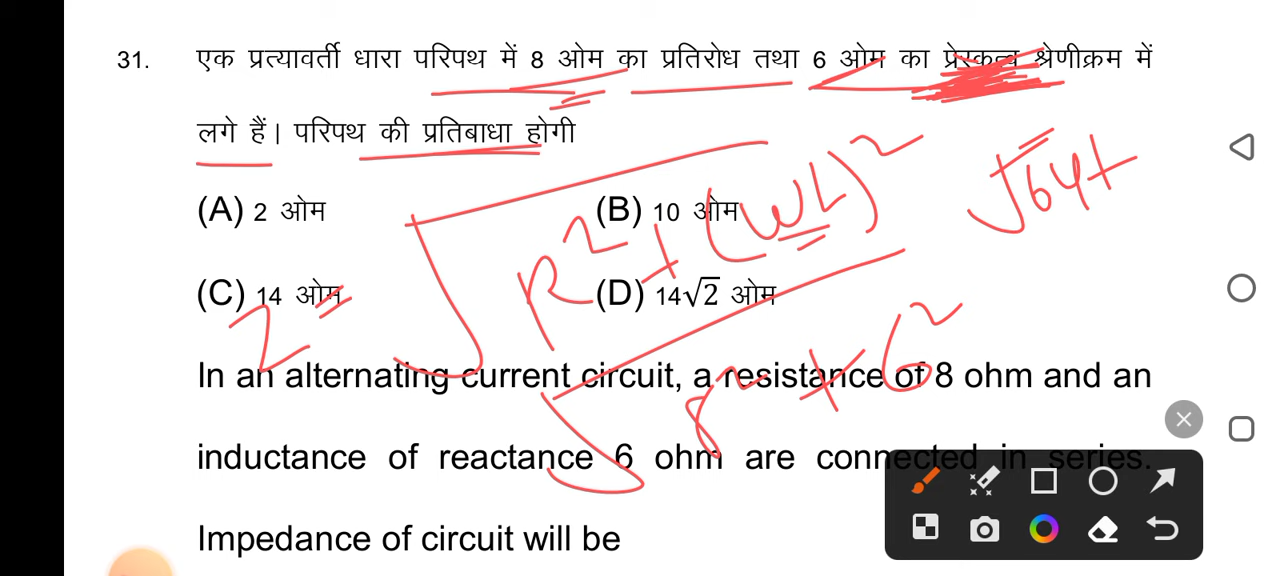 31. एक प्रत्यावर्ती धारा परिपथ में 8 ओम का प्रतिरोध तथा 6 ओम का प्रेरकत्व श्रेणीक्रम में
लगे हैं। परिपथ की प्रतिबाधा होगी
(A) 2 ओम (B) 10 ओम
(C) 14 ओम (D) 14√2 ओम
Z = √R² + (WL)²
√8² + 6²
√64+
In an alternating current circuit, a resistance of 8 ohm and an
inductance of reactance 6 ohm are connected in series.
Impedance of circuit will be